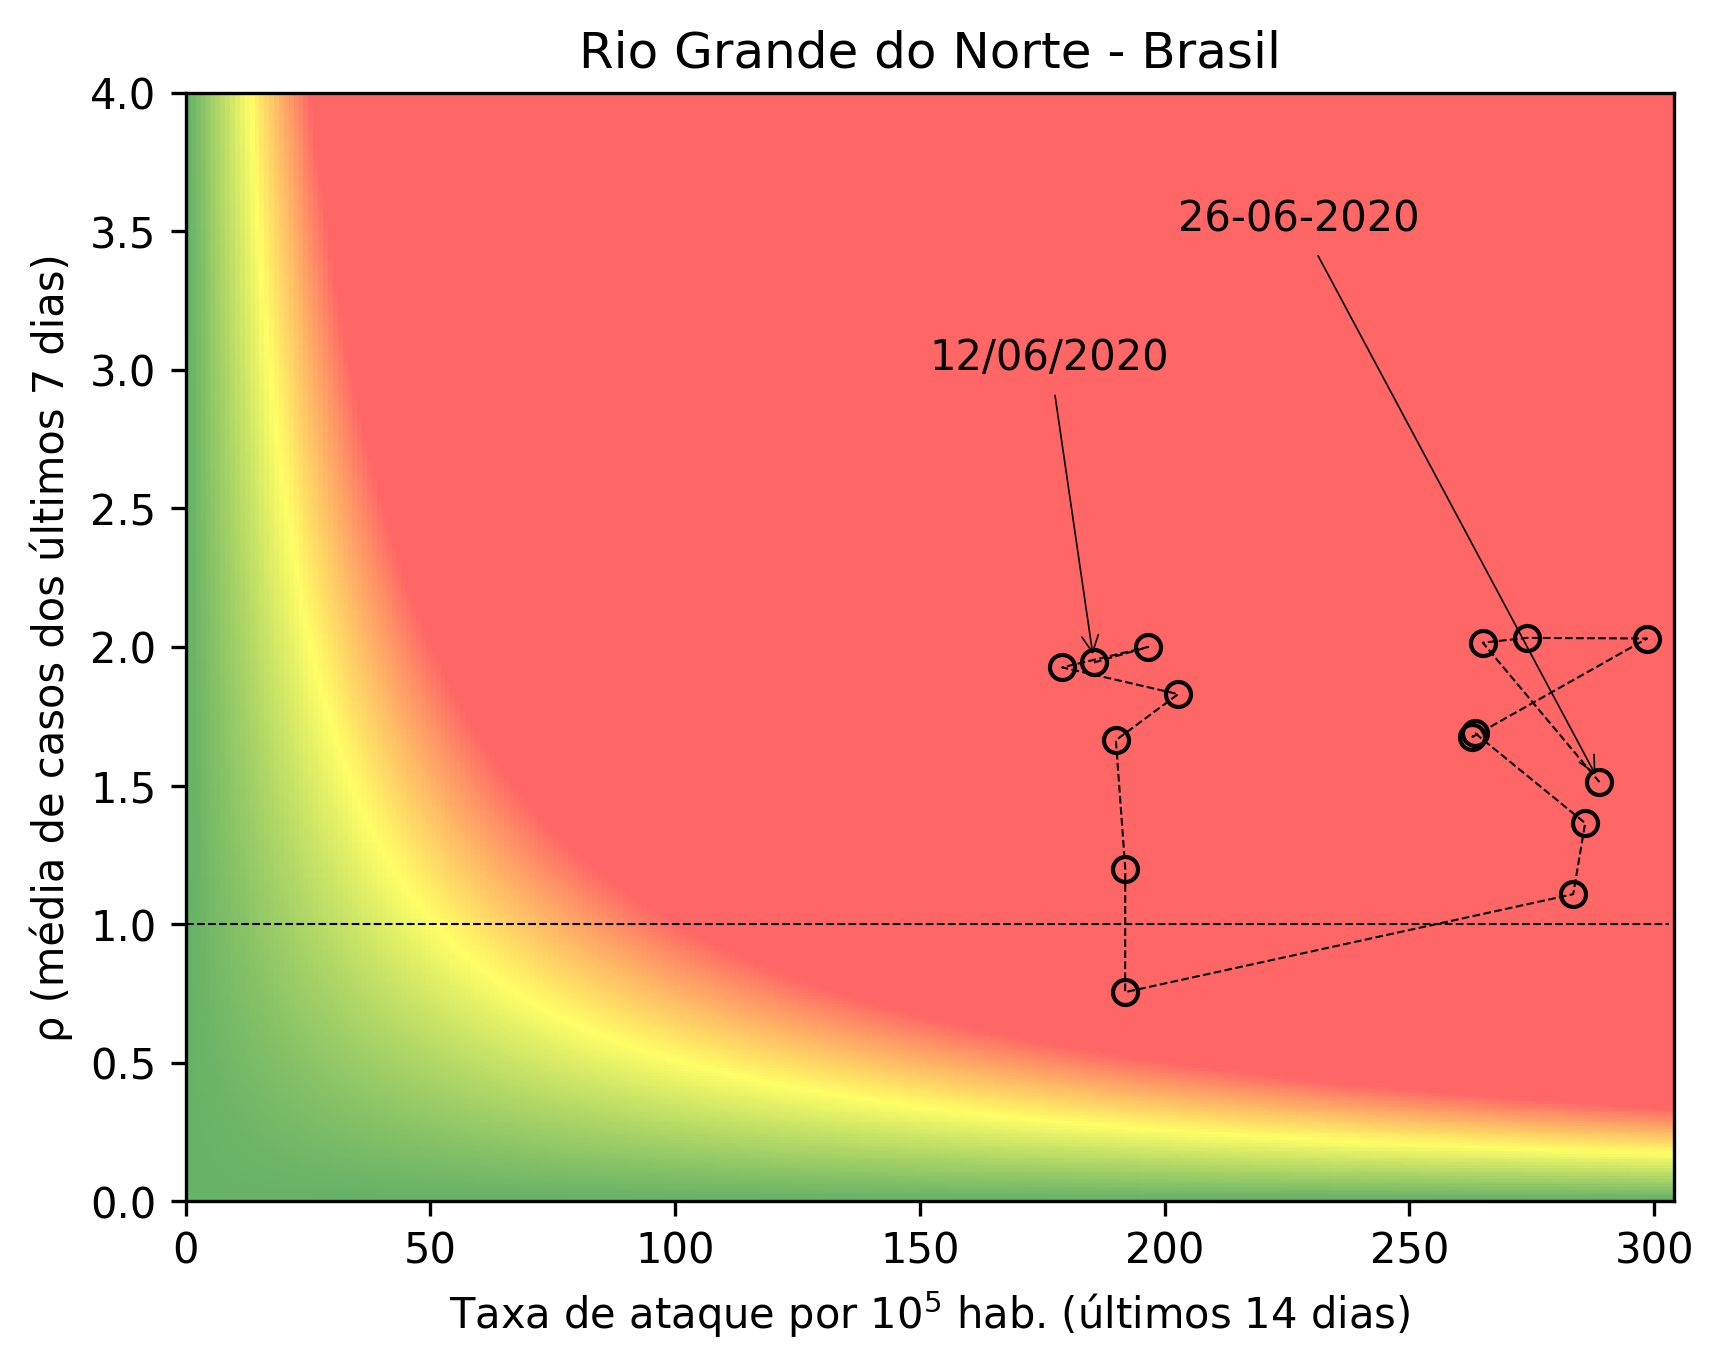 Rio Grande do Norte - Brasil
4.0
3.5
3.0
2.5
2.0
1.5
1.0
0.5
0.0
ρ (média de casos dos últimos 7 dias)
26-06-2020
12/06/2020
0 50 100 150 200 250 300
Taxa de ataque por 10⁵ hab. (últimos 14 dias)